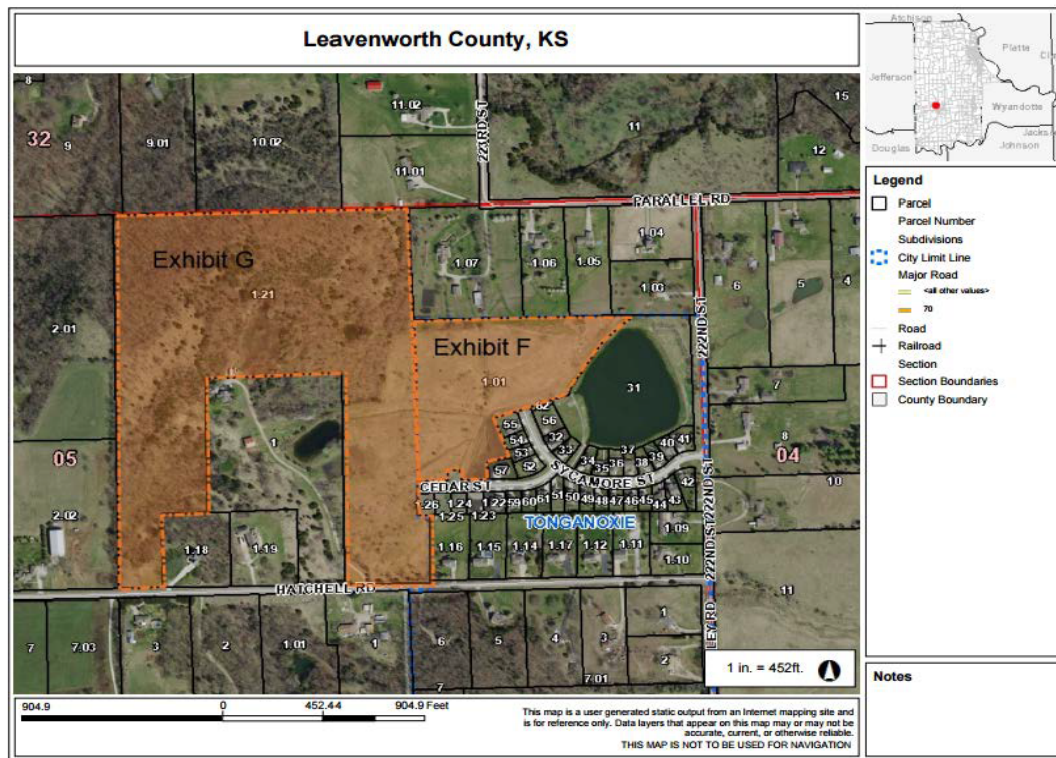 Leavenworth County, KS
Atchison
Platta
Jefferson
Wyandotte
Douglas
Johnson
8
32
9
9.01
10.02
11.02
11.01
223RD ST
11
15
12
PARALLEL RD
Exhibit G
1.21
1.07
1.06
1.05
1.04
1.03
6
5
4
2.01
Exhibit F
1.01
222ND ST
31
7
62
55
56
54
32
53
33
52
57
34
35
36
37
38
39
40
41
SYCAMORE ST
8
04
10
05
1
CEDAR ST
42
1.26
1.24
1.22
59
60
61
51
50
49
48
47
46
45
44
43
1.25
1.23
TONGANOXIE
222ND ST
2.02
1.18
1.19
1.16
1.15
1.14
1.17
1.12
1.11
1.09
1.10
222ND ST
1
HATCHELL RD
11
7
7.03
3
2
1.01
1
6
5
4
3
1
2
7
7.01
LEY RD
1 in. = 452ft.
Legend
Parcel
Parcel Number
Subdivisions
City Limit Line
Major Road
<all other values>
70
Road
Railroad
Section
Section Boundaries
County Boundary
Notes
904.9
0
452.44
904.9 Feet
This map is a user generated static output from an Internet mapping site and
is for reference only. Data layers that appear on this map may or may not be
accurate, current, or otherwise reliable.
THIS MAP IS NOT TO BE USED FOR NAVIGATION